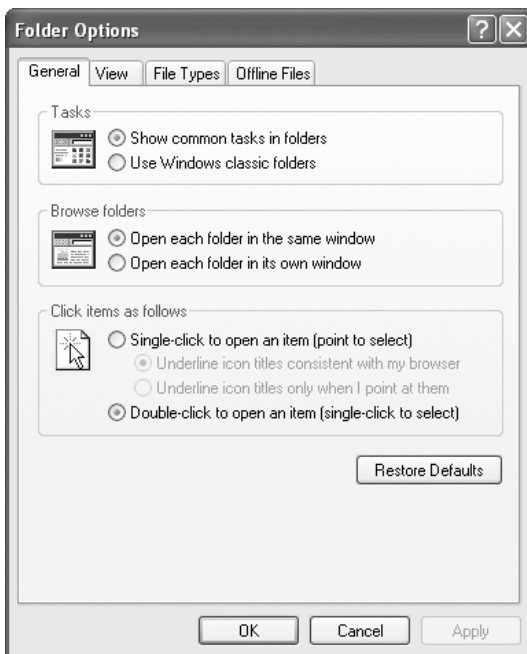 Folder Options
General View File Types Offline Files
Tasks
Show common tasks in folders
Use Windows classic folders
Browse folders
Open each folder in the same window
Open each folder in its own window
Click items as follows
Single-click to open an item (point to select)
Underline icon titles consistent with my browser
Underline icon titles only when I point at them
Double-click to open an item (single-click to select)
Restore Defaults
OK Cancel Apply